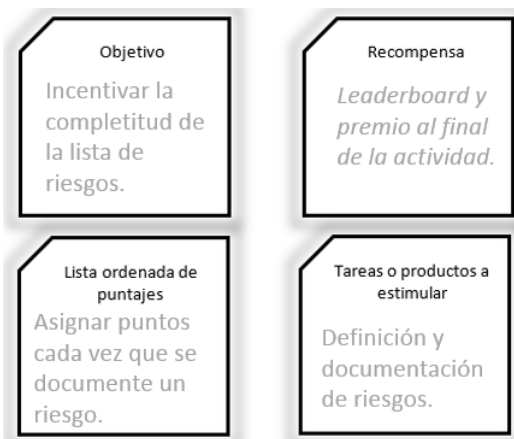 Objetivo
Incentivar la
completitud de
la lista de
riesgos.
Recompensa
Leaderboard y
premio al final
de la actividad.
Lista ordenada de
puntajes
Asignar puntos
cada vez que se
documente un
riesgo.
Tareas o productos a
estimular
Definición y
documentación
de riesgos.